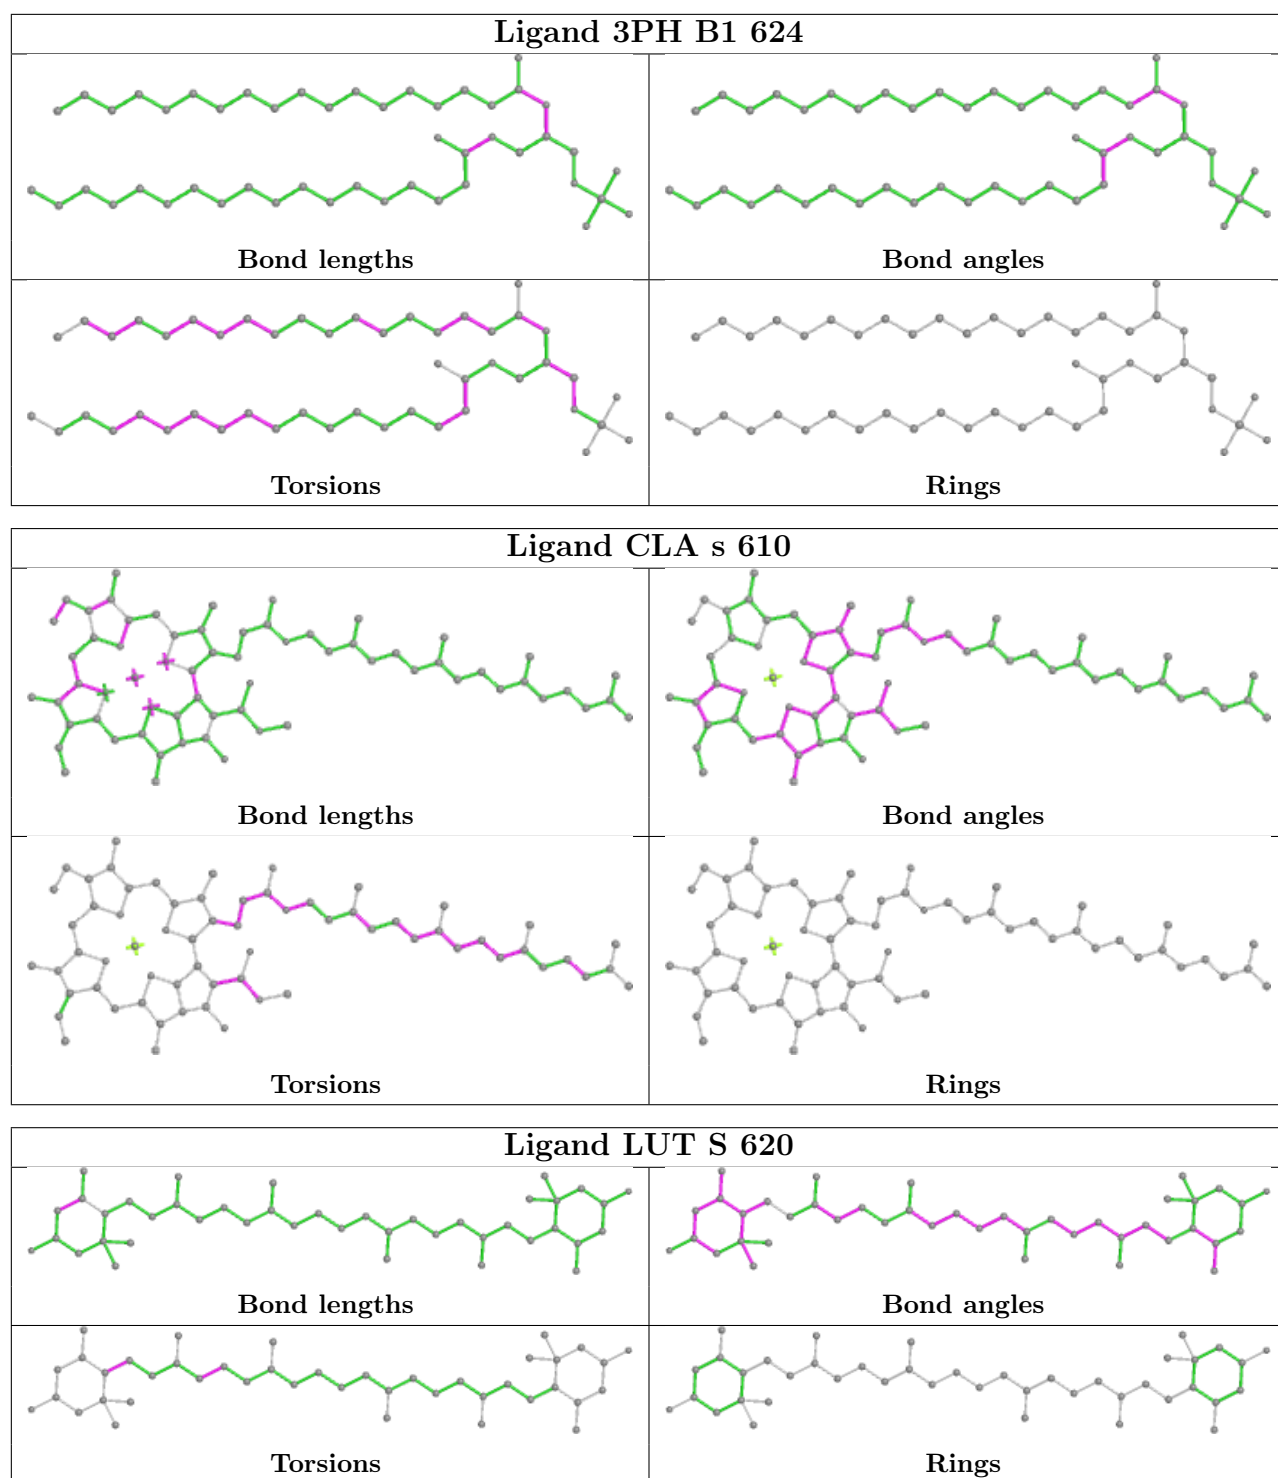 Ligand 3PH B1 624
Bond lengths
Bond angles
Torsions
Rings
Ligand CLA s 610
Bond lengths
Bond angles
Torsions
Rings
Ligand LUT S 620
Bond lengths
Bond angles
Torsions
Rings